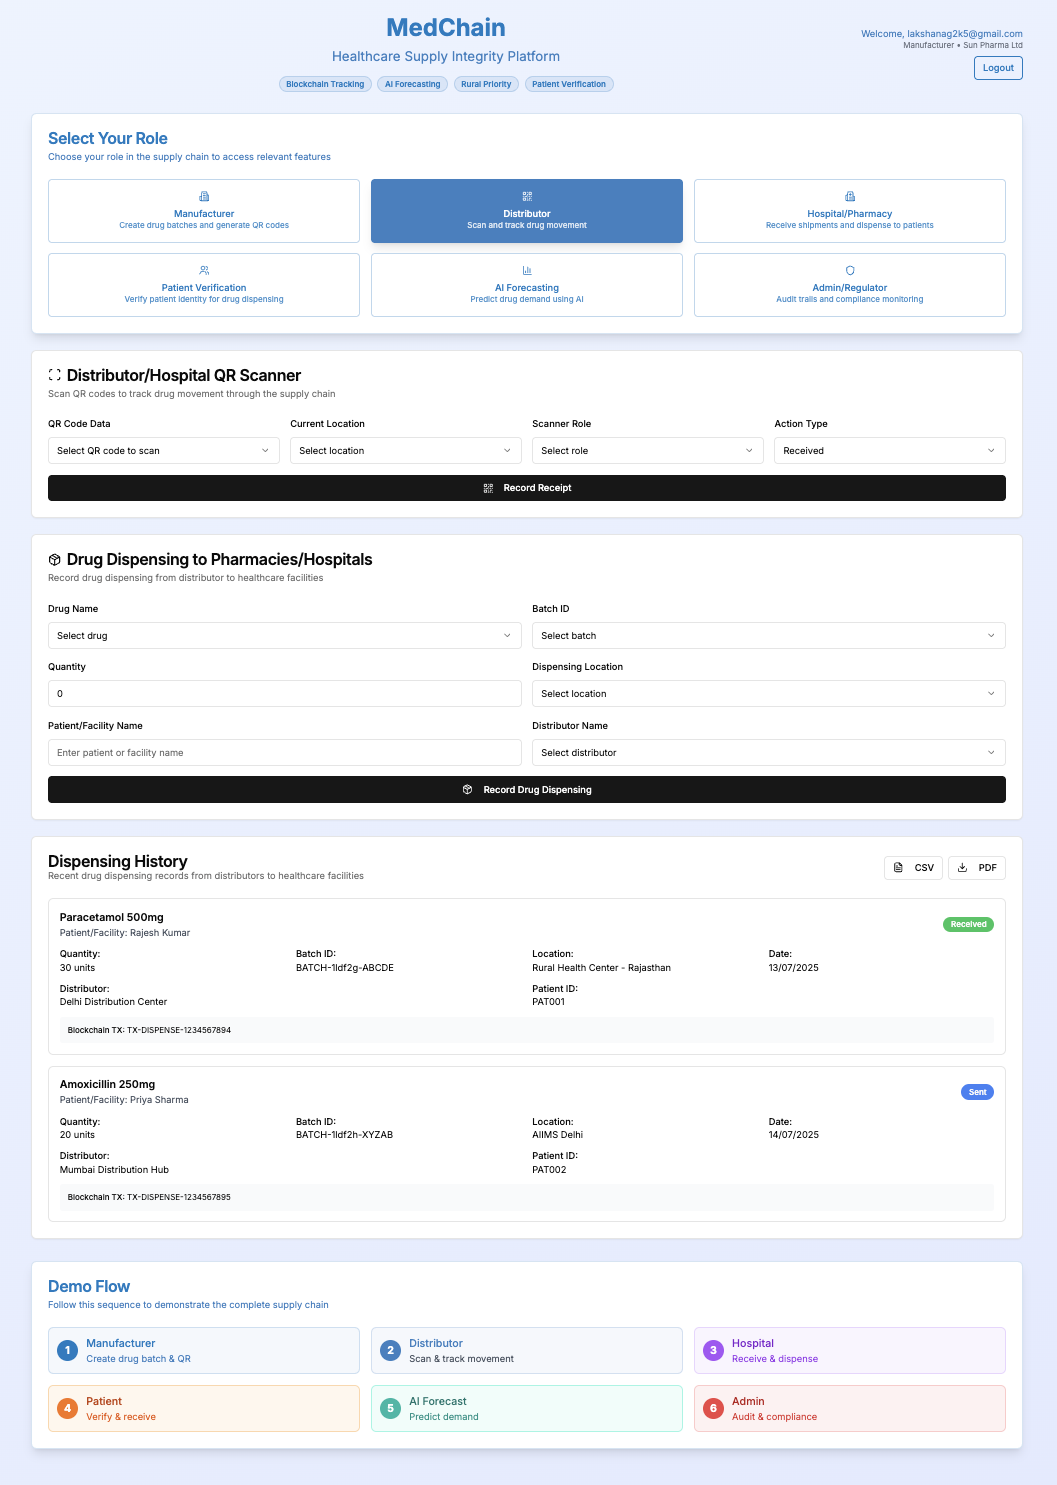 MedChain
Healthcare Supply Integrity Platform
Blockchain Tracking AI Forecasting Rural Priority Patient Verification
Welcome, lakshanag2k5@gmail.com
Manufacturer • Sun Pharma Ltd
Logout
Select Your Role
Choose your role in the supply chain to access relevant features
Manufacturer
Create drug batches and generate QR codes
Distributor
Scan and track drug movement
Hospital/Pharmacy
Receive shipments and dispense to patients
Patient Verification
Verify patient identity for drug dispensing
AI Forecasting
Predict drug demand using AI
Admin/Regulator
Audit trails and compliance monitoring
Distributor/Hospital QR Scanner
Scan QR codes to track drug movement through the supply chain
QR Code Data Current Location Scanner Role Action Type
Select QR code to scan Select location Select role Received
Record Receipt
Drug Dispensing to Pharmacies/Hospitals
Record drug dispensing from distributor to healthcare facilities
Drug Name Batch ID
Select drug Select batch
Quantity Dispensing Location
0 Select location
Patient/Facility Name Distributor Name
Enter patient or facility name Select distributor
Record Drug Dispensing
Dispensing History
Recent drug dispensing records from distributors to healthcare facilities
CSV PDF
Paracetamol 500mg
Patient/Facility: Rajesh Kumar
Received
Quantity: Batch ID: Location: Date:
30 units BATCH-1ldf2g-ABCDE Rural Health Center - Rajasthan 13/07/2025
Distributor: Patient ID:
Delhi Distribution Center PAT001
Blockchain TX: TX-DISPENSE-1234567894
Amoxicillin 250mg
Patient/Facility: Priya Sharma
Sent
Quantity: Batch ID: Location: Date:
20 units BATCH-1ldf2h-XYZAB AIIMS Delhi 14/07/2025
Distributor: Patient ID:
Mumbai Distribution Hub PAT002
Blockchain TX: TX-DISPENSE-1234567895
Demo Flow
Follow this sequence to demonstrate the complete supply chain
1 Manufacturer
Create drug batch & QR
2 Distributor
Scan & track movement
3 Hospital
Receive & dispense
4 Patient
Verify & receive
5 AI Forecast
Predict demand
6 Admin
Audit & compliance